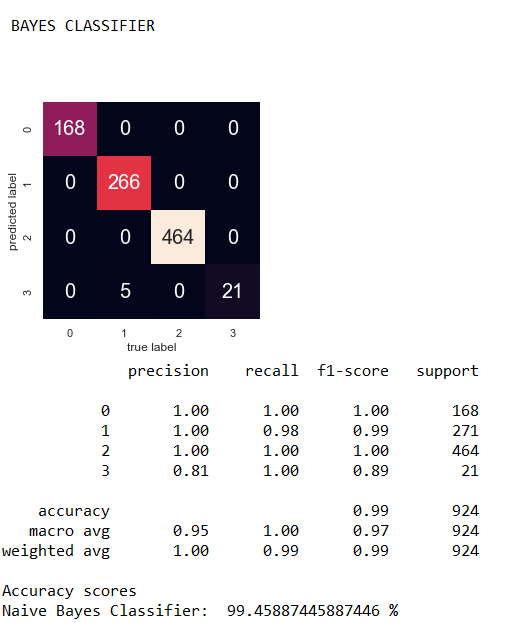 BAYES CLASSIFIER
predicted label
0 168 0 0 0
1 0 266 0 0
2 0 0 464 0
3 0 5 0 21
0 1 2 3
true label
precision recall f1-score support
0 1.00 1.00 1.00 168
1 1.00 0.98 0.99 271
2 1.00 1.00 1.00 464
3 0.81 1.00 0.89 21
accuracy 0.99 924
macro avg 0.95 1.00 0.97 924
weighted avg 1.00 0.99 0.99 924
Accuracy scores
Naive Bayes Classifier: 99.45887445887446 %